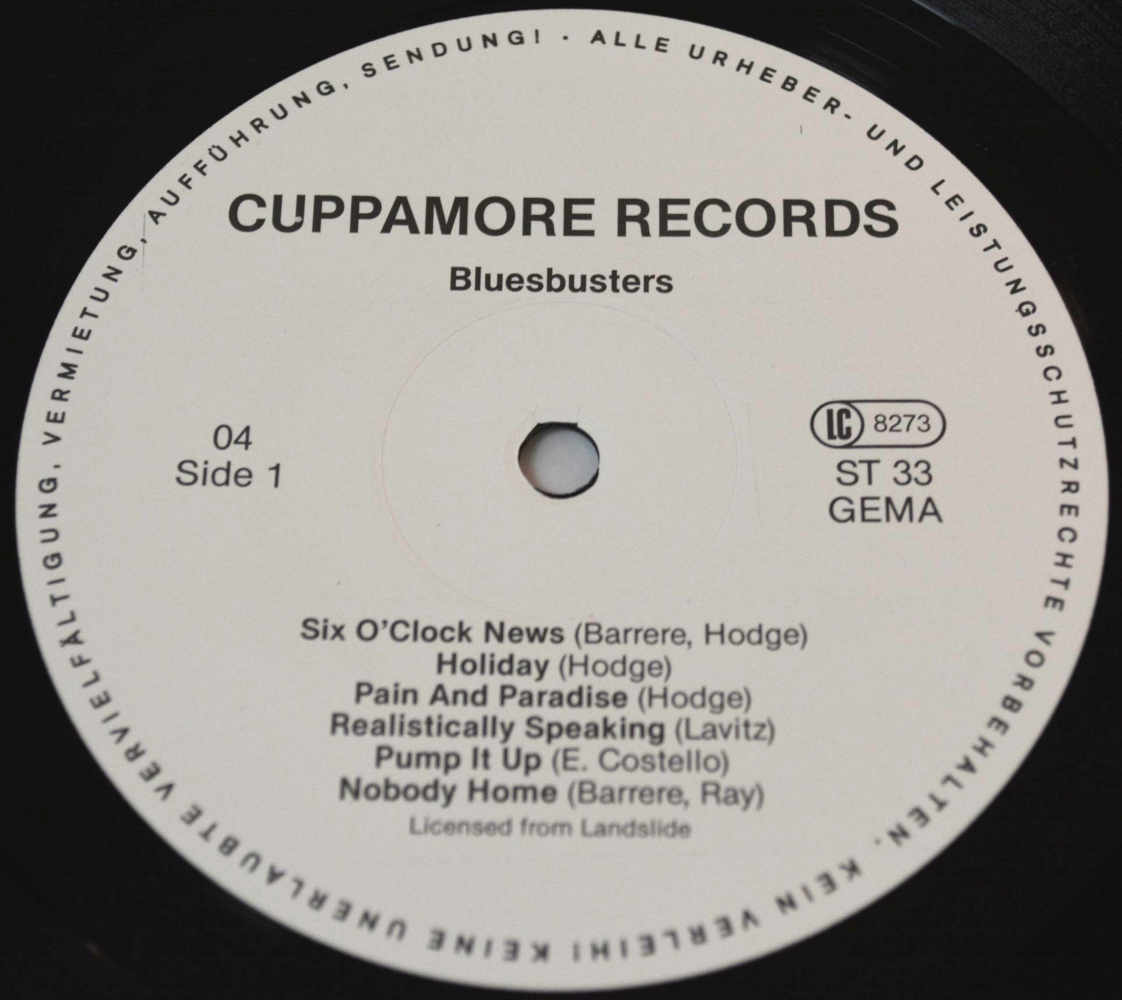 ALLE URHEBER- UND LEISTUNGSSCHUTZRECHTE VORBEHALTEN. KEIN VERLEIH! KEINE UNERLAUBTE VERVIELFÄLTIGUNG, VERMIETUNG, AUFFÜHRUNG, SENDUNG! ·
CUPPAMORE RECORDS
Bluesbusters
04
Side 1
LC 8273
ST 33
GEMA
Six O'Clock News (Barrere, Hodge)
Holiday (Hodge)
Pain And Paradise (Hodge)
Realistically Speaking (Lavitz)
Pump It Up (E. Costello)
Nobody Home (Barrere, Ray)
Licensed from Landslide